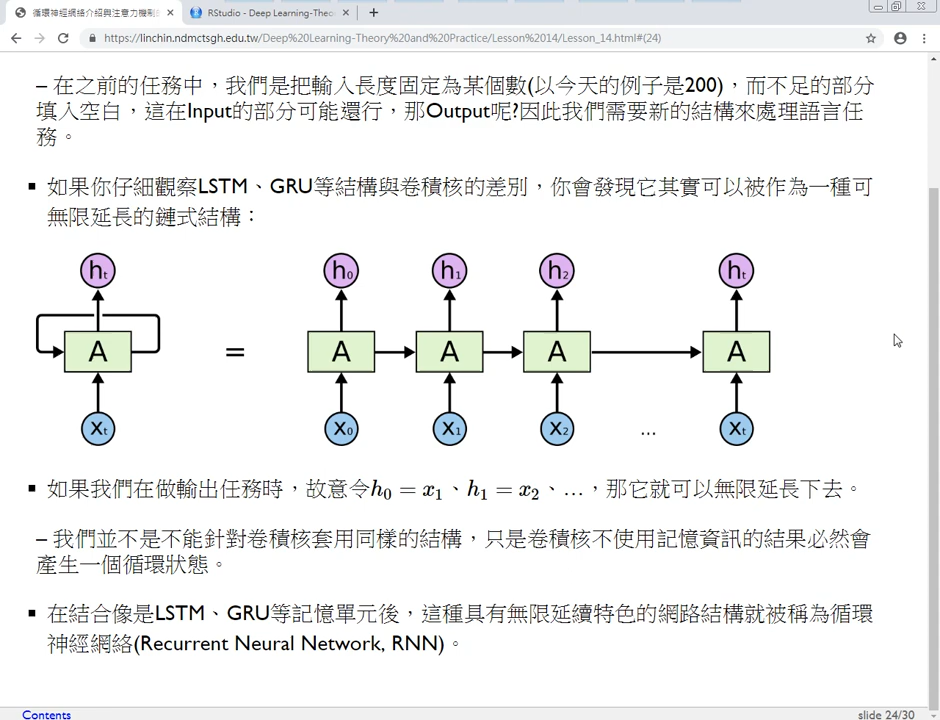 循環神經網絡介紹與注意力機制
RStudio - Deep Learning-Theo
https://linchin.ndmctsgh.edu.tw/Deep%20Learning-Theory%20and%20Practice/Lesson%2014/Lesson_14.html#(24)
– 在之前的任務中，我們是把輸入長度固定為某個數(以今天的例子是200)，而不足的部分
填入空白，這在Input的部分可能還行，那Output呢?因此我們需要新的結構來處理語言任
務。
▪ 如果你仔細觀察LSTM、GRU等結構與卷積核的差別，你會發現它其實可以被作為一種可
無限延長的鏈式結構：
ht h0 h1 h2 ht
A = A A A A
xt x0 x1 x2 ... xt
▪ 如果我們在做輸出任務時，故意令h0 = x1、h1 = x2、…，那它就可以無限延長下去。
– 我們並不是不能針對卷積核套用同樣的結構，只是卷積核不使用記憶資訊的結果必然會
產生一個循環狀態。
▪ 在結合像是LSTM、GRU等記憶單元後，這種具有無限延續特色的網路結構就被稱為循環
神經網絡(Recurrent Neural Network, RNN)。
Contents slide 24/30